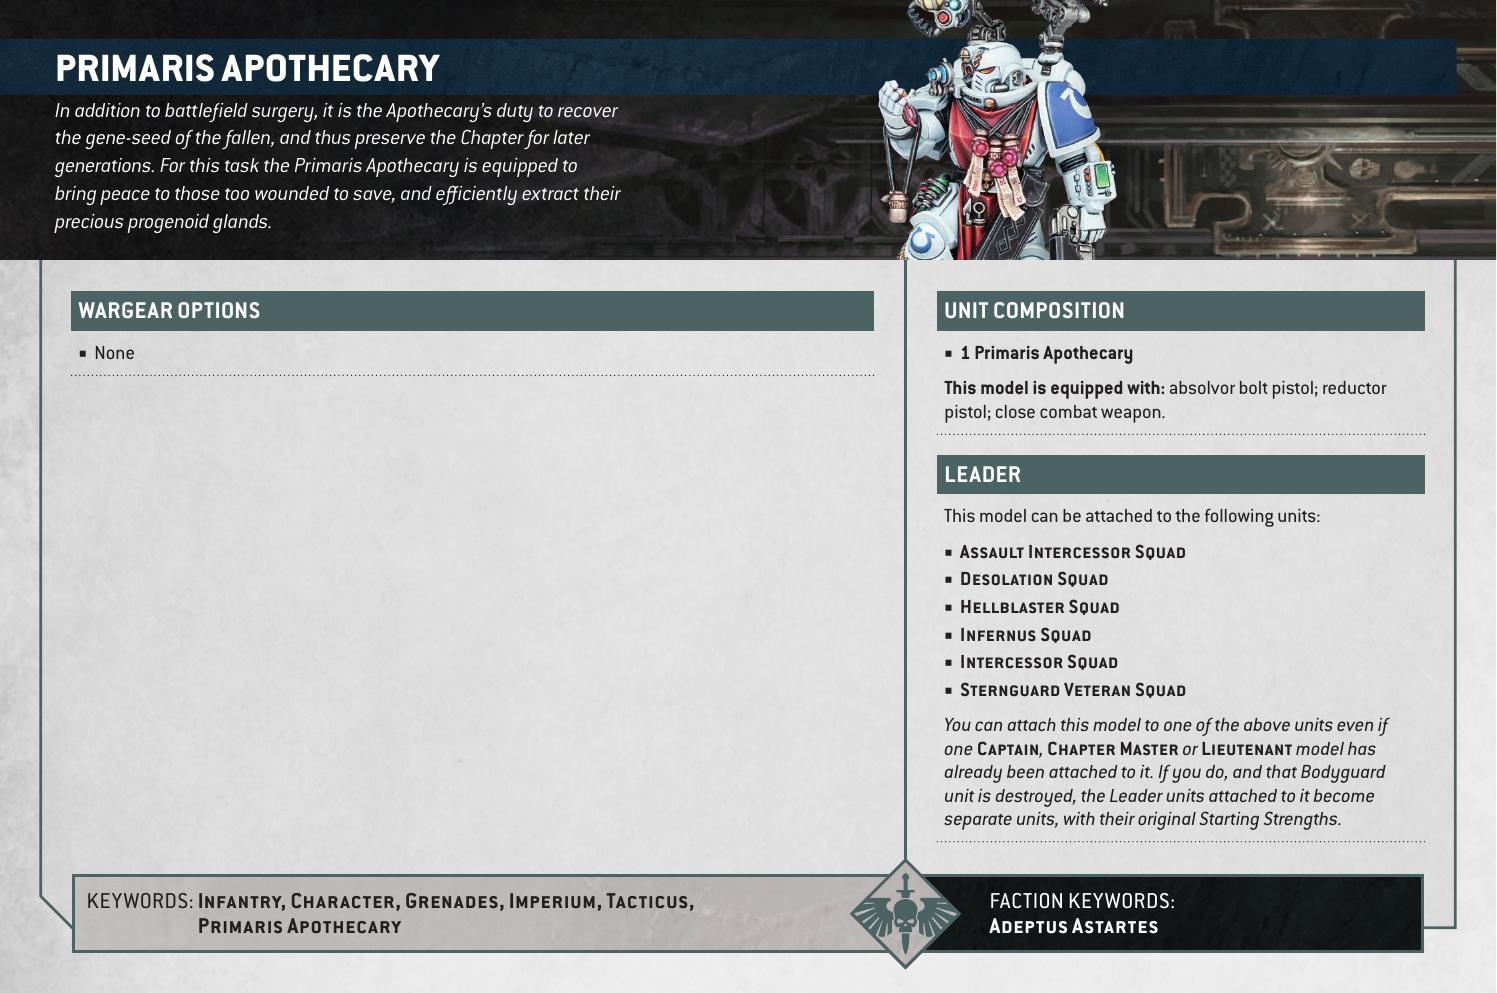 PRIMARIS APOTHECARY
In addition to battlefield surgery, it is the Apothecary's duty to recover
the gene-seed of the fallen, and thus preserve the Chapter for later
generations. For this task the Primaris Apothecary is equipped to
bring peace to those too wounded to save, and efficiently extract their
precious progenoid glands.
WARGEAR OPTIONS
▪ None
UNIT COMPOSITION
▪ 1 Primaris Apothecary
This model is equipped with: absolvor bolt pistol; reductor
pistol; close combat weapon.
LEADER
This model can be attached to the following units:
▪ Assault Intercessor Squad
▪ Desolation Squad
▪ Hellblaster Squad
▪ Infernus Squad
▪ Intercessor Squad
▪ Sternguard Veteran Squad
You can attach this model to one of the above units even if
one Captain, Chapter Master or Lieutenant model has
already been attached to it. If you do, and that Bodyguard
unit is destroyed, the Leader units attached to it become
separate units, with their original Starting Strengths.
KEYWORDS: Infantry, Character, Grenades, Imperium, Tacticus,
Primaris Apothecary
FACTION KEYWORDS:
Adeptus Astartes